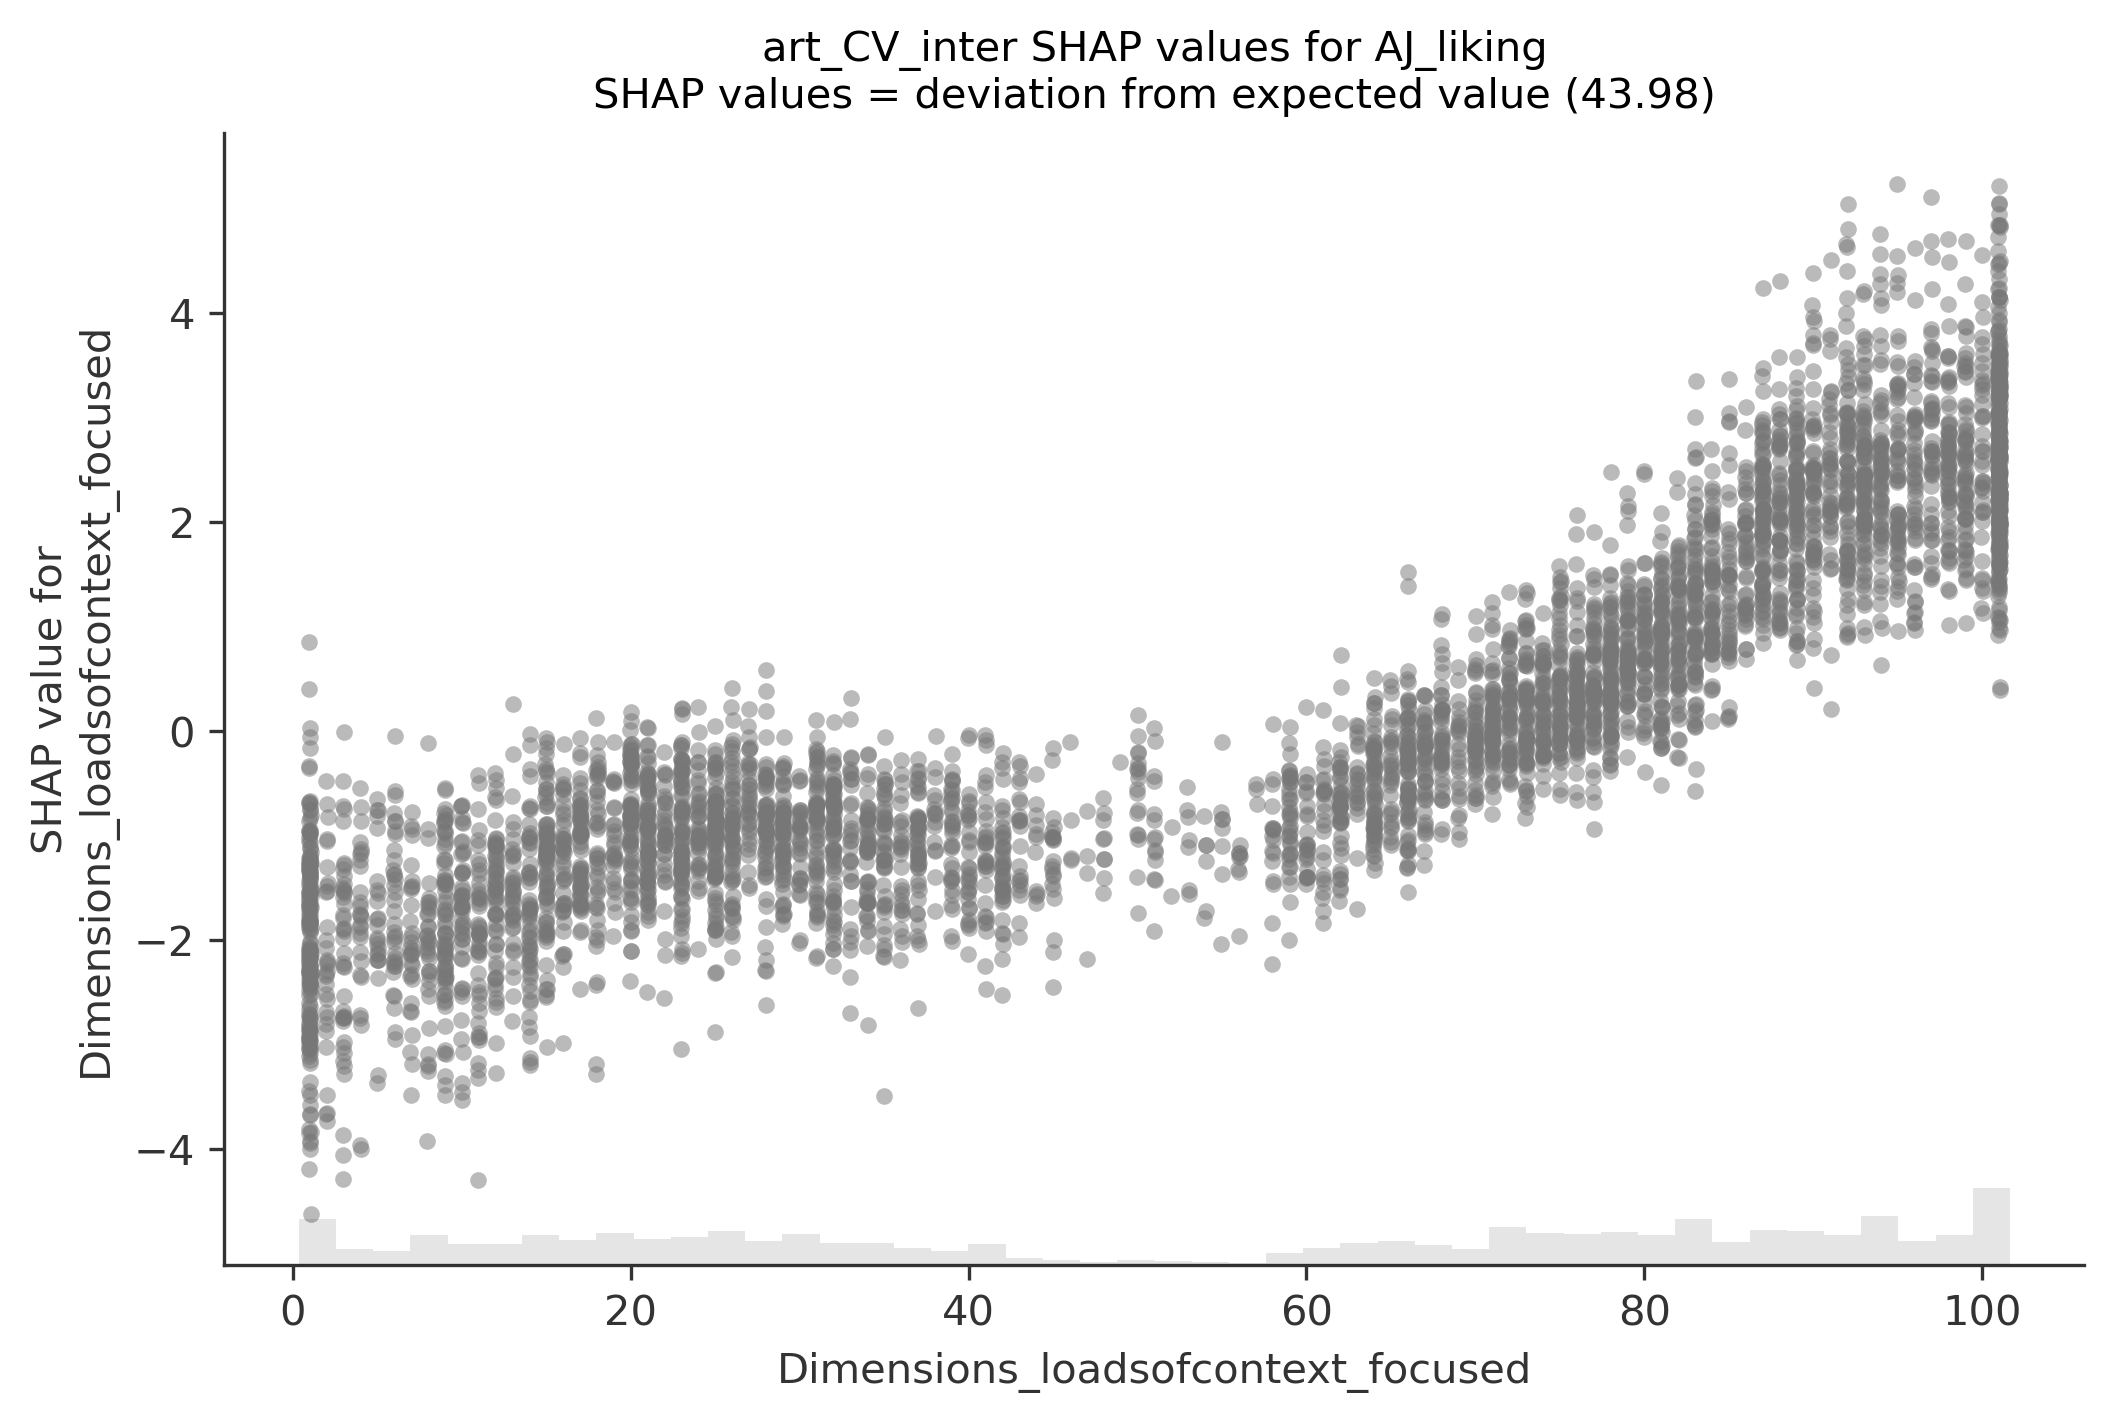 art_CV_inter SHAP values for AJ_liking
SHAP values = deviation from expected value (43.98)
SHAP value for
Dimensions_loadsofcontext_focused
4
2
0
−2
−4
0 20 40 60 80 100
Dimensions_loadsofcontext_focused